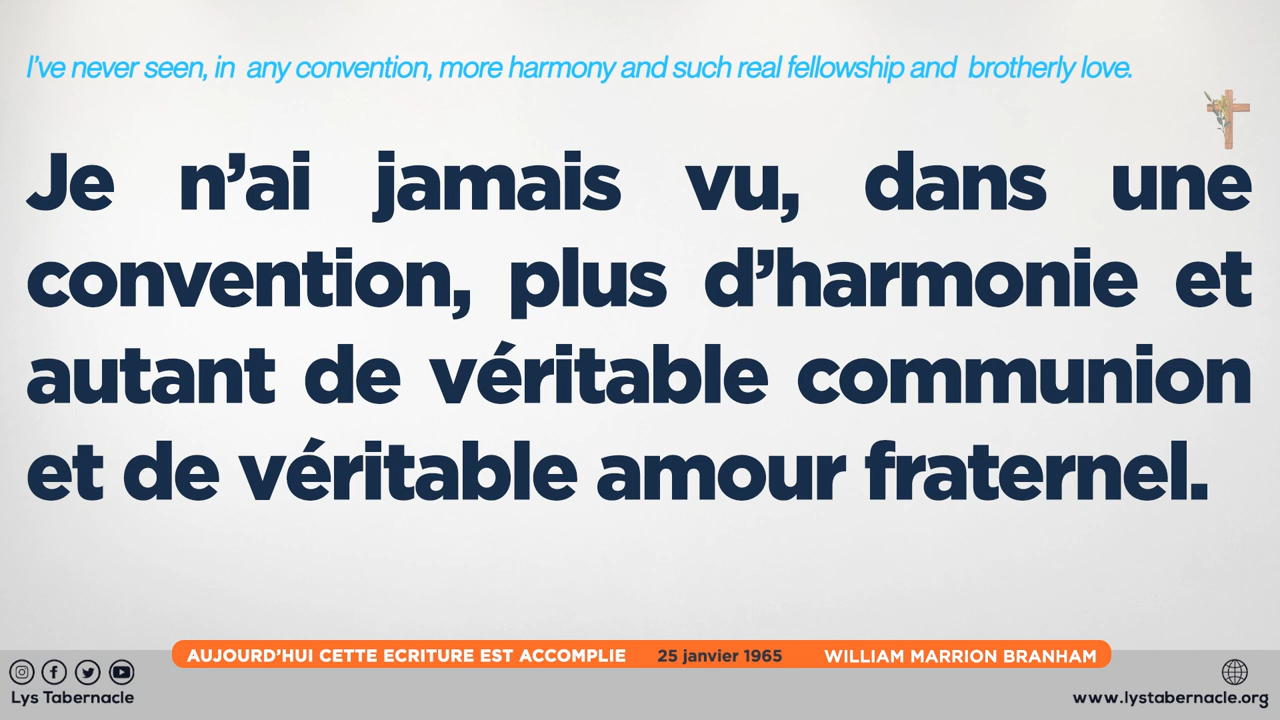 I've never seen, in any convention, more harmony and such real fellowship and brotherly love.
Je n'ai jamais vu, dans une
convention, plus d'harmonie et
autant de véritable communion
et de véritable amour fraternel.
AUJOURD'HUI CETTE ECRITURE EST ACCOMPLIE 25 janvier 1965 WILLIAM MARRION BRANHAM
Lys Tabernacle
www.lystabernacle.org